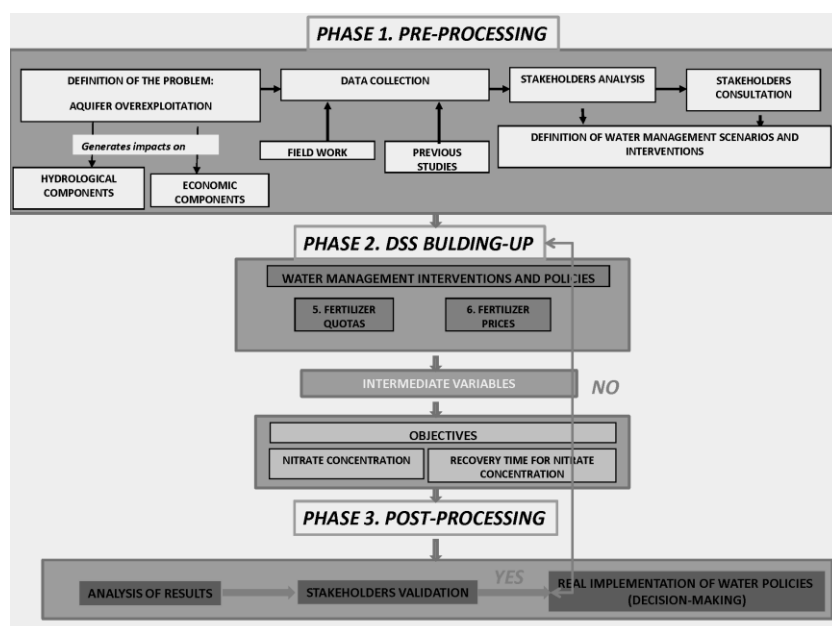 PHASE 1. PRE-PROCESSING
DEFINITION OF THE PROBLEM:
AQUIFER OVEREXPLOITATION
DATA COLLECTION
STAKEHOLDERS ANALYSIS
STAKEHOLDERS
CONSULTATION
Generates impacts on
FIELD WORK
PREVIOUS
STUDIES
DEFINITION OF WATER MANAGEMENT SCENARIOS AND
INTERVENTIONS
HYDROLOGICAL
COMPONENTS
ECONOMIC
COMPONENTS
PHASE 2. DSS BULDING-UP
WATER MANAGEMENT INTERVENTIONS AND POLICIES
5. FERTILIZER
QUOTAS
6. FERTILIZER
PRICES
INTERMEDIATE VARIABLES
NO
OBJECTIVES
NITRATE CONCENTRATION
RECOVERY TIME FOR NITRATE
CONCENTRATION
PHASE 3. POST-PROCESSING
ANALYSIS OF RESULTS
STAKEHOLDERS VALIDATION
YES
REAL IMPLEMENTATION OF WATER POLICIES
(DECISION-MAKING)